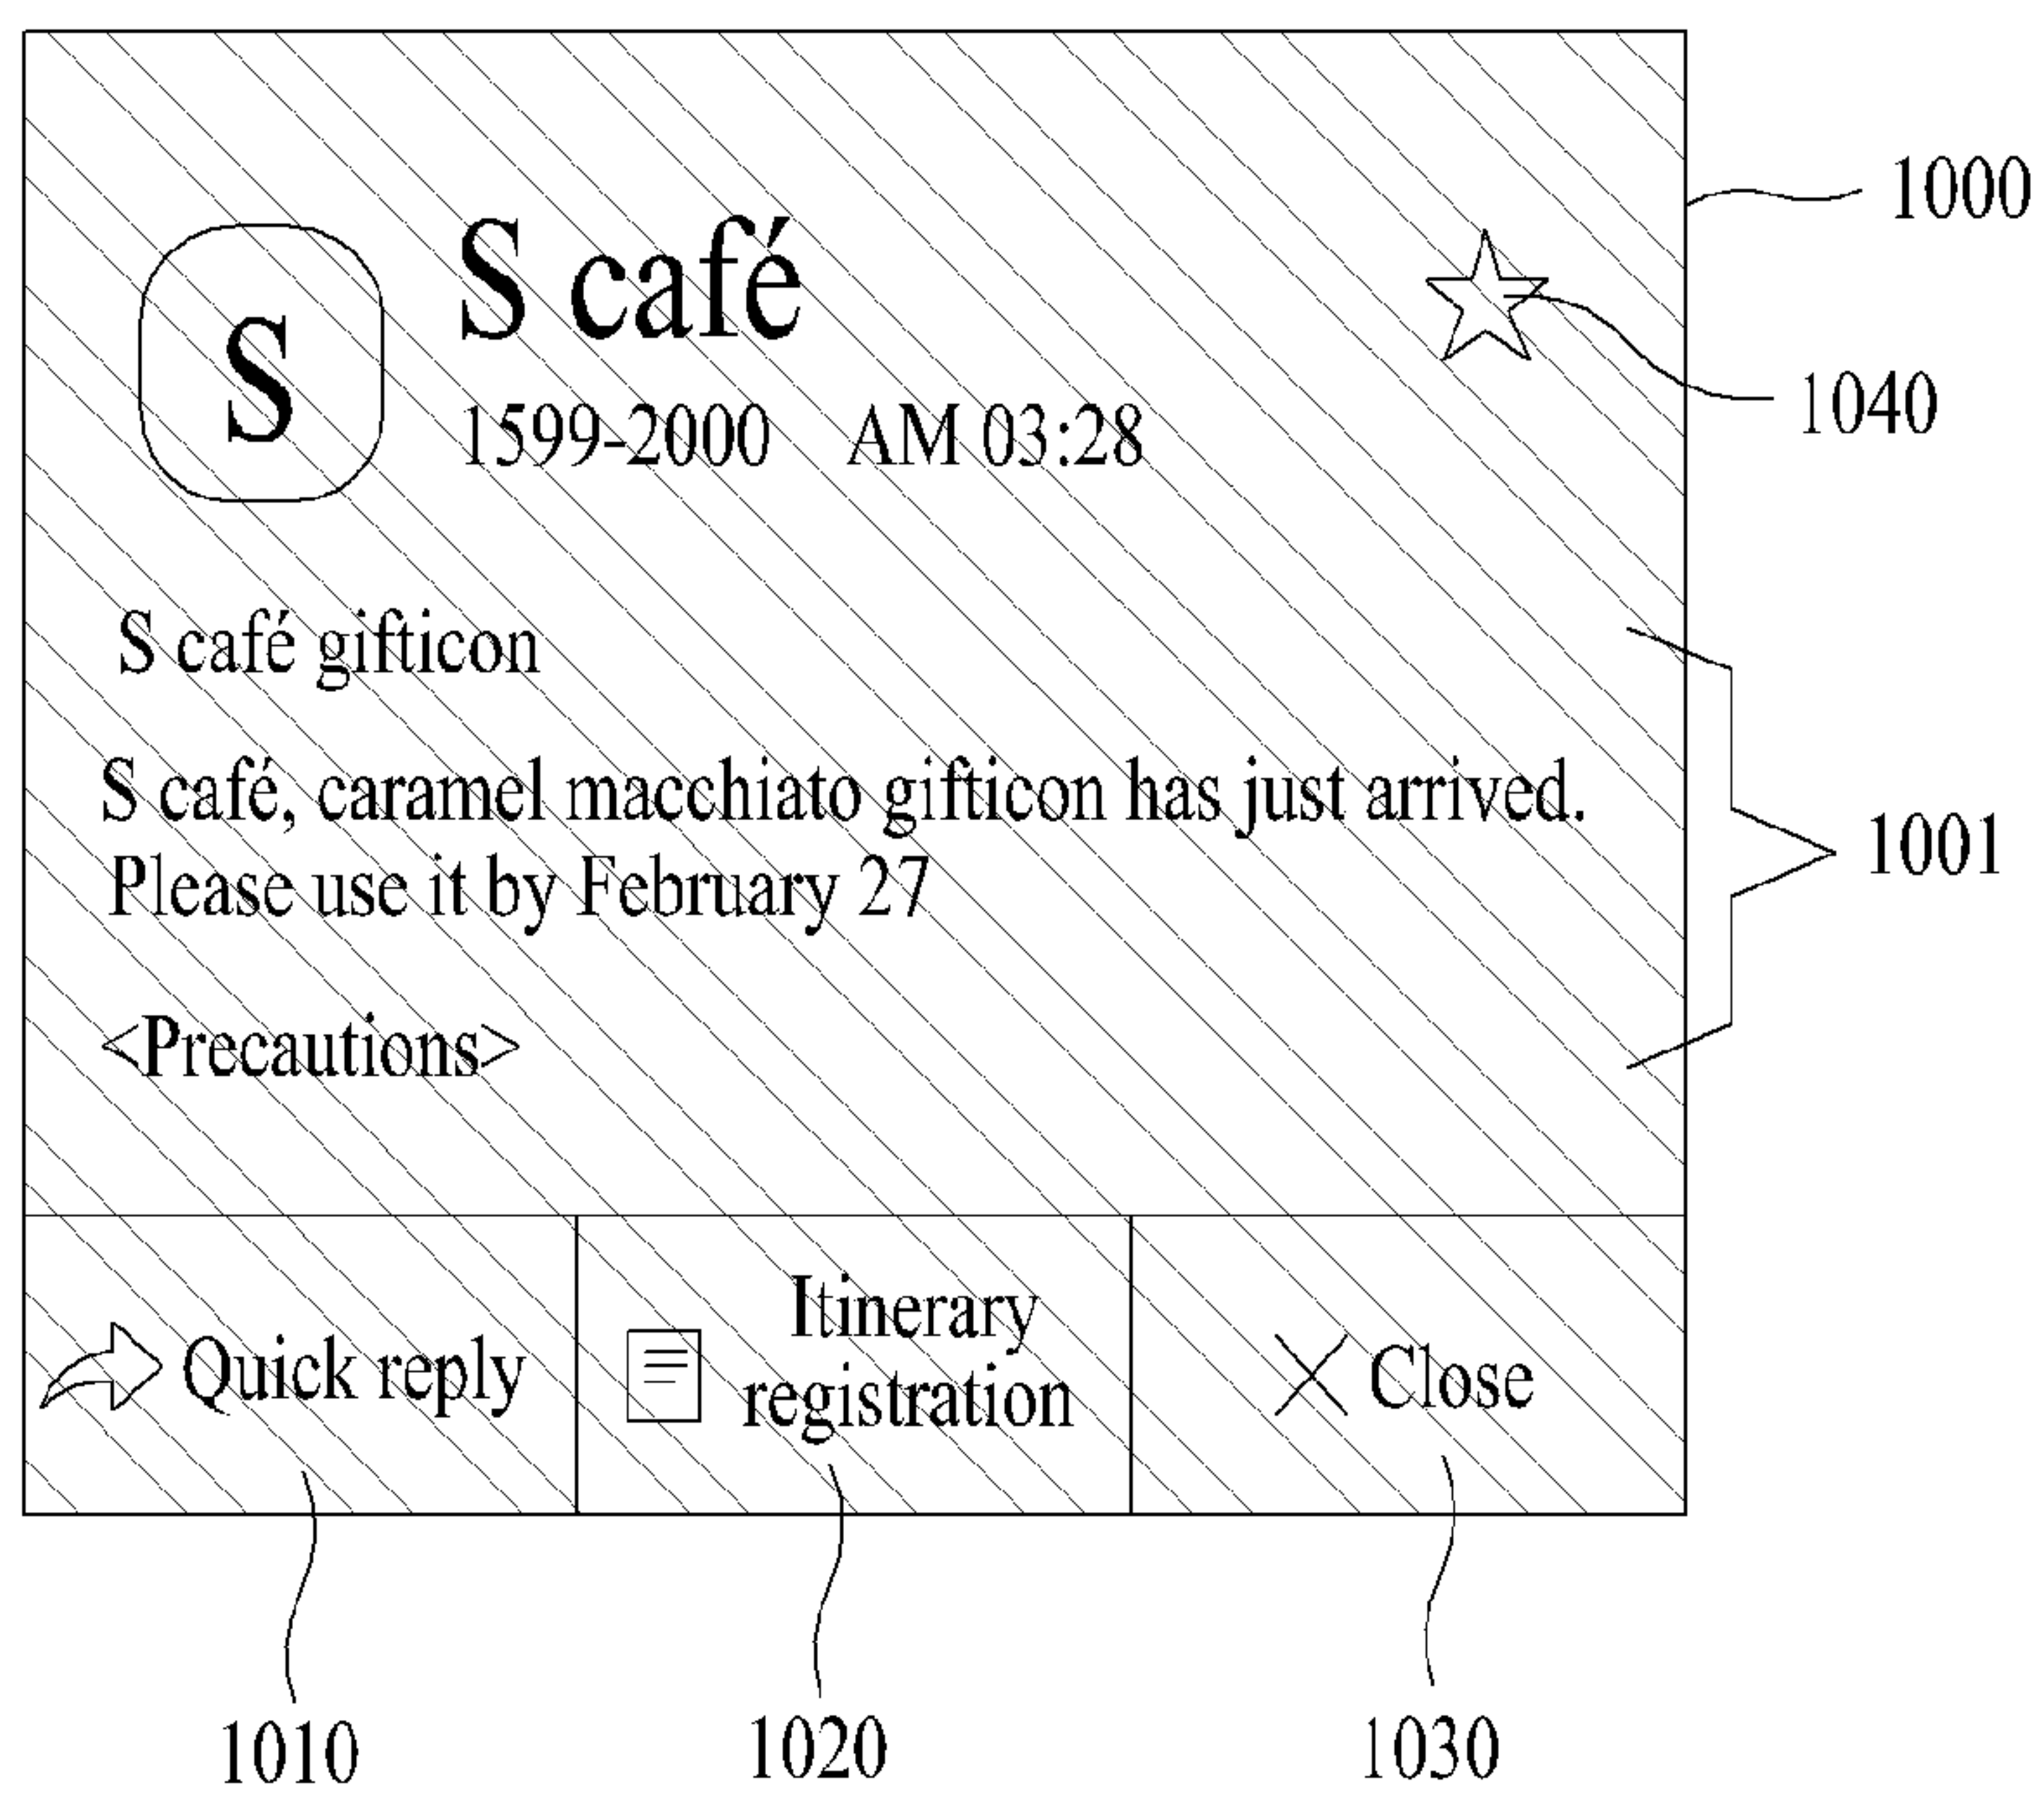 1000
S café
S
1040
1599-2000 AM 03:28
S café gifticon
S café, caramel macchiato gifticon has just arrived.
Please use it by February 27
1001
<Precautions>
Quick reply
Itinerary
registration
Close
1010
1020
1030